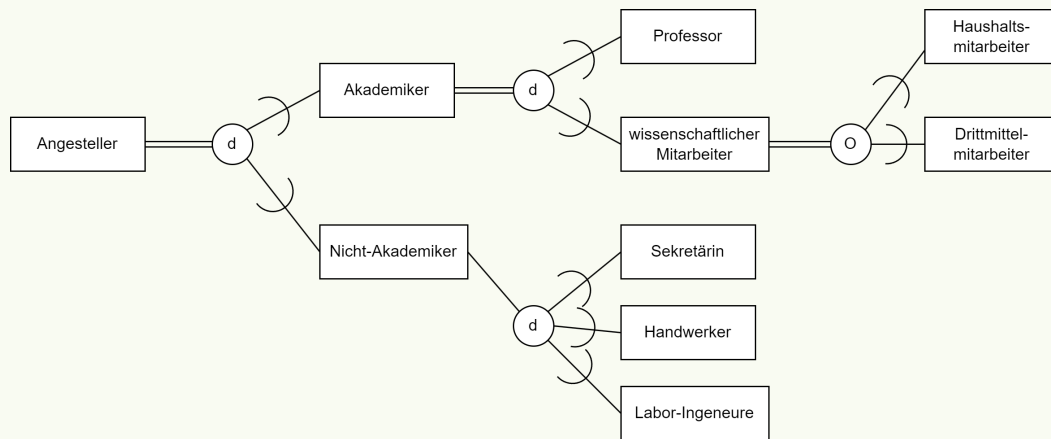 Angesteller
d
Akademiker
d
Professor
wissenschaftlicher
Mitarbeiter
O
Haushalts-
mitarbeiter
Drittmittel-
mitarbeiter
Nicht-Akademiker
d
Sekretärin
Handwerker
Labor-Ingeneure